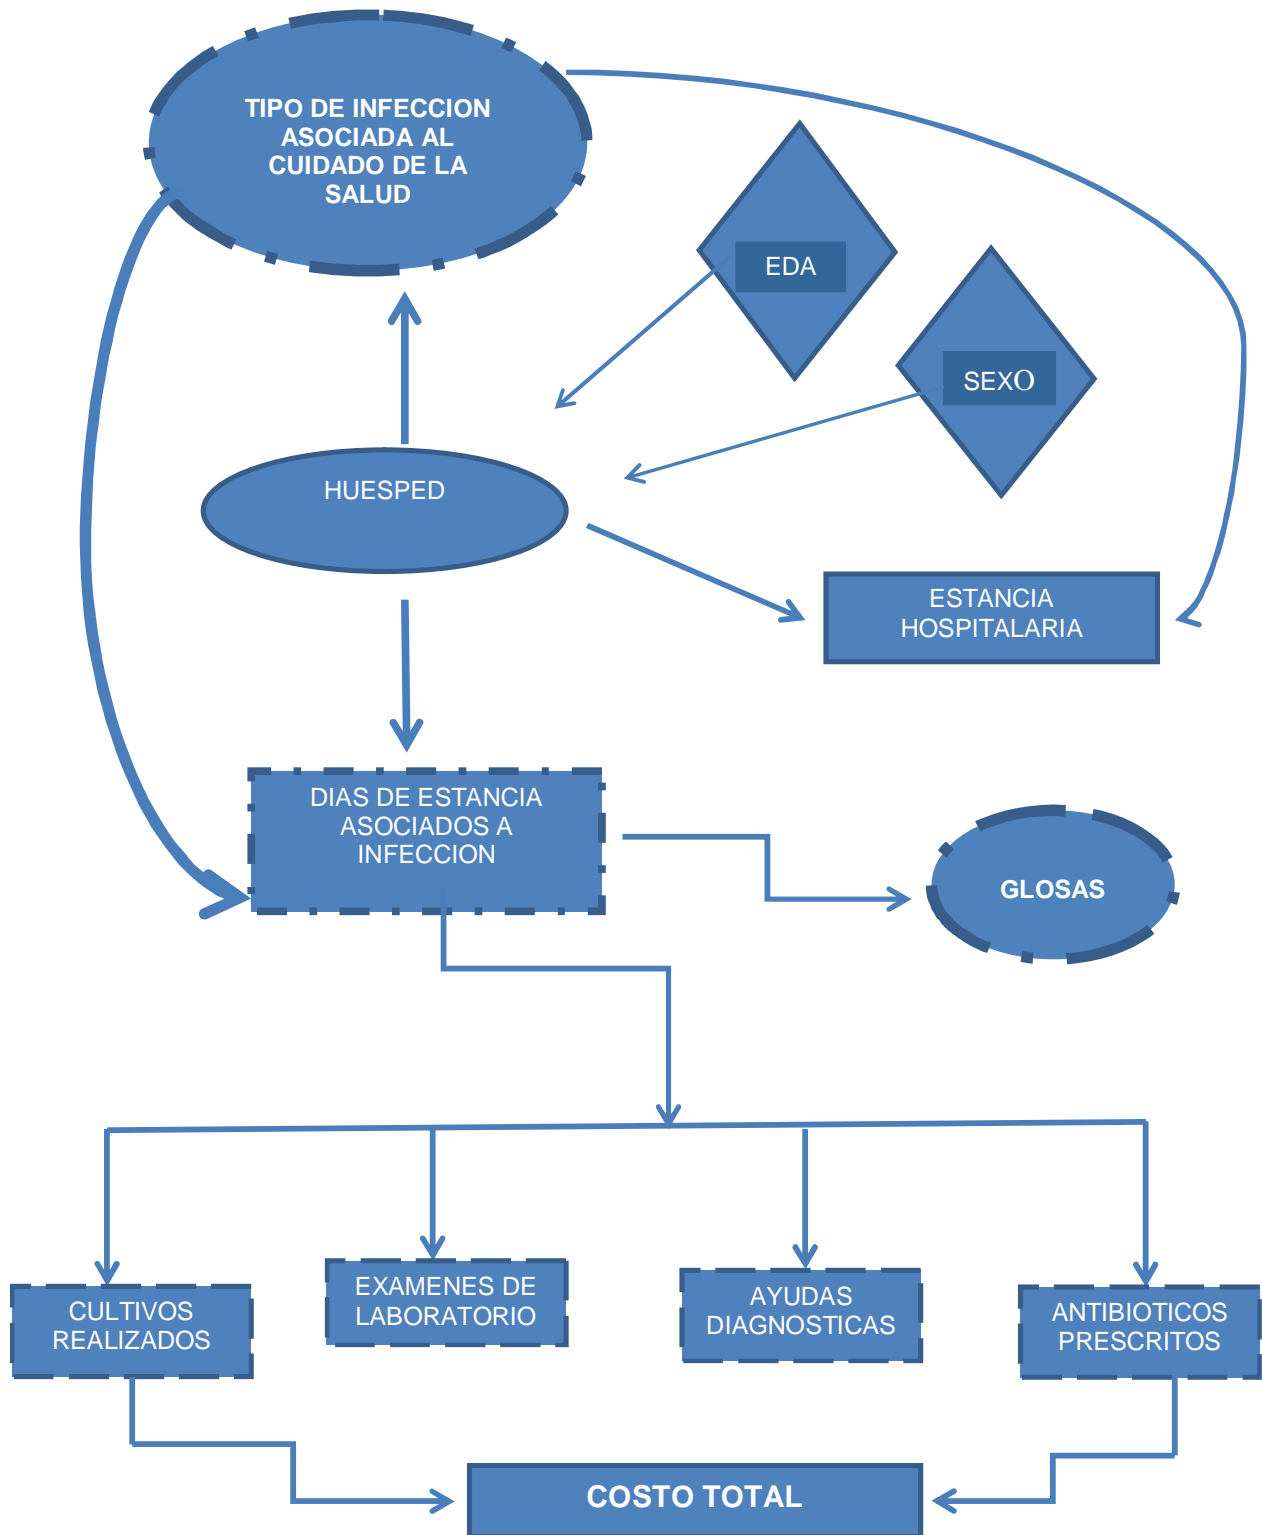 TIPO DE INFECCION
ASOCIADA AL
CUIDADO DE LA
SALUD
EDA
SEXO
HUESPED
ESTANCIA
HOSPITALARIA
DIAS DE ESTANCIA
ASOCIADOS A
INFECCION
GLOSAS
CULTIVOS
REALIZADOS
EXAMENES DE
LABORATORIO
AYUDAS
DIAGNOSTICAS
ANTIBIOTICOS
PRESCRITOS
COSTO TOTAL